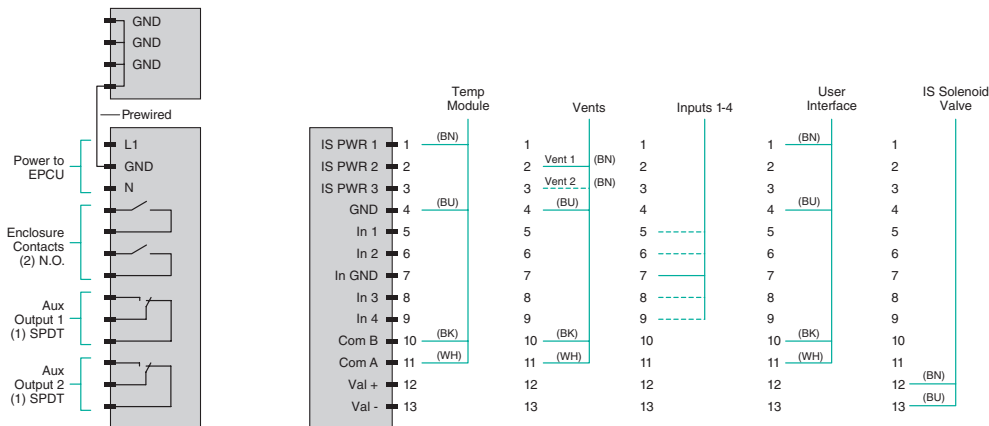 GND
GND
GND
Prewired
L1
GND
N
Power to
EPCU
Enclosure
Contacts
(2) N.O.
Aux
Output 1
(1) SPDT
Aux
Output 2
(1) SPDT
Temp
Module
Vents
Inputs 1-4
User
Interface
IS Solenoid
Valve
IS PWR 1 1 (BN) 1 1 1 (BN) 1
IS PWR 2 2 2 Vent 1 (BN) 2 2 2
IS PWR 3 3 3 Vent 2 (BN) 3 3 3
GND 4 (BU) 4 (BU) 4 4 (BU) 4
In 1 5 5 5 5 5
In 2 6 6 6 6 6
In GND 7 7 7 7 7
In 3 8 8 8 8 8
In 4 9 9 9 9 9
Com B 10 (BK) 10 (BK) 10 10 (BK) 10
Com A 11 (WH) 11 (WH) 11 11 (WH) 11
Val + 12 12 12 12 12 (BN)
Val - 13 13 13 13 13 (BU)